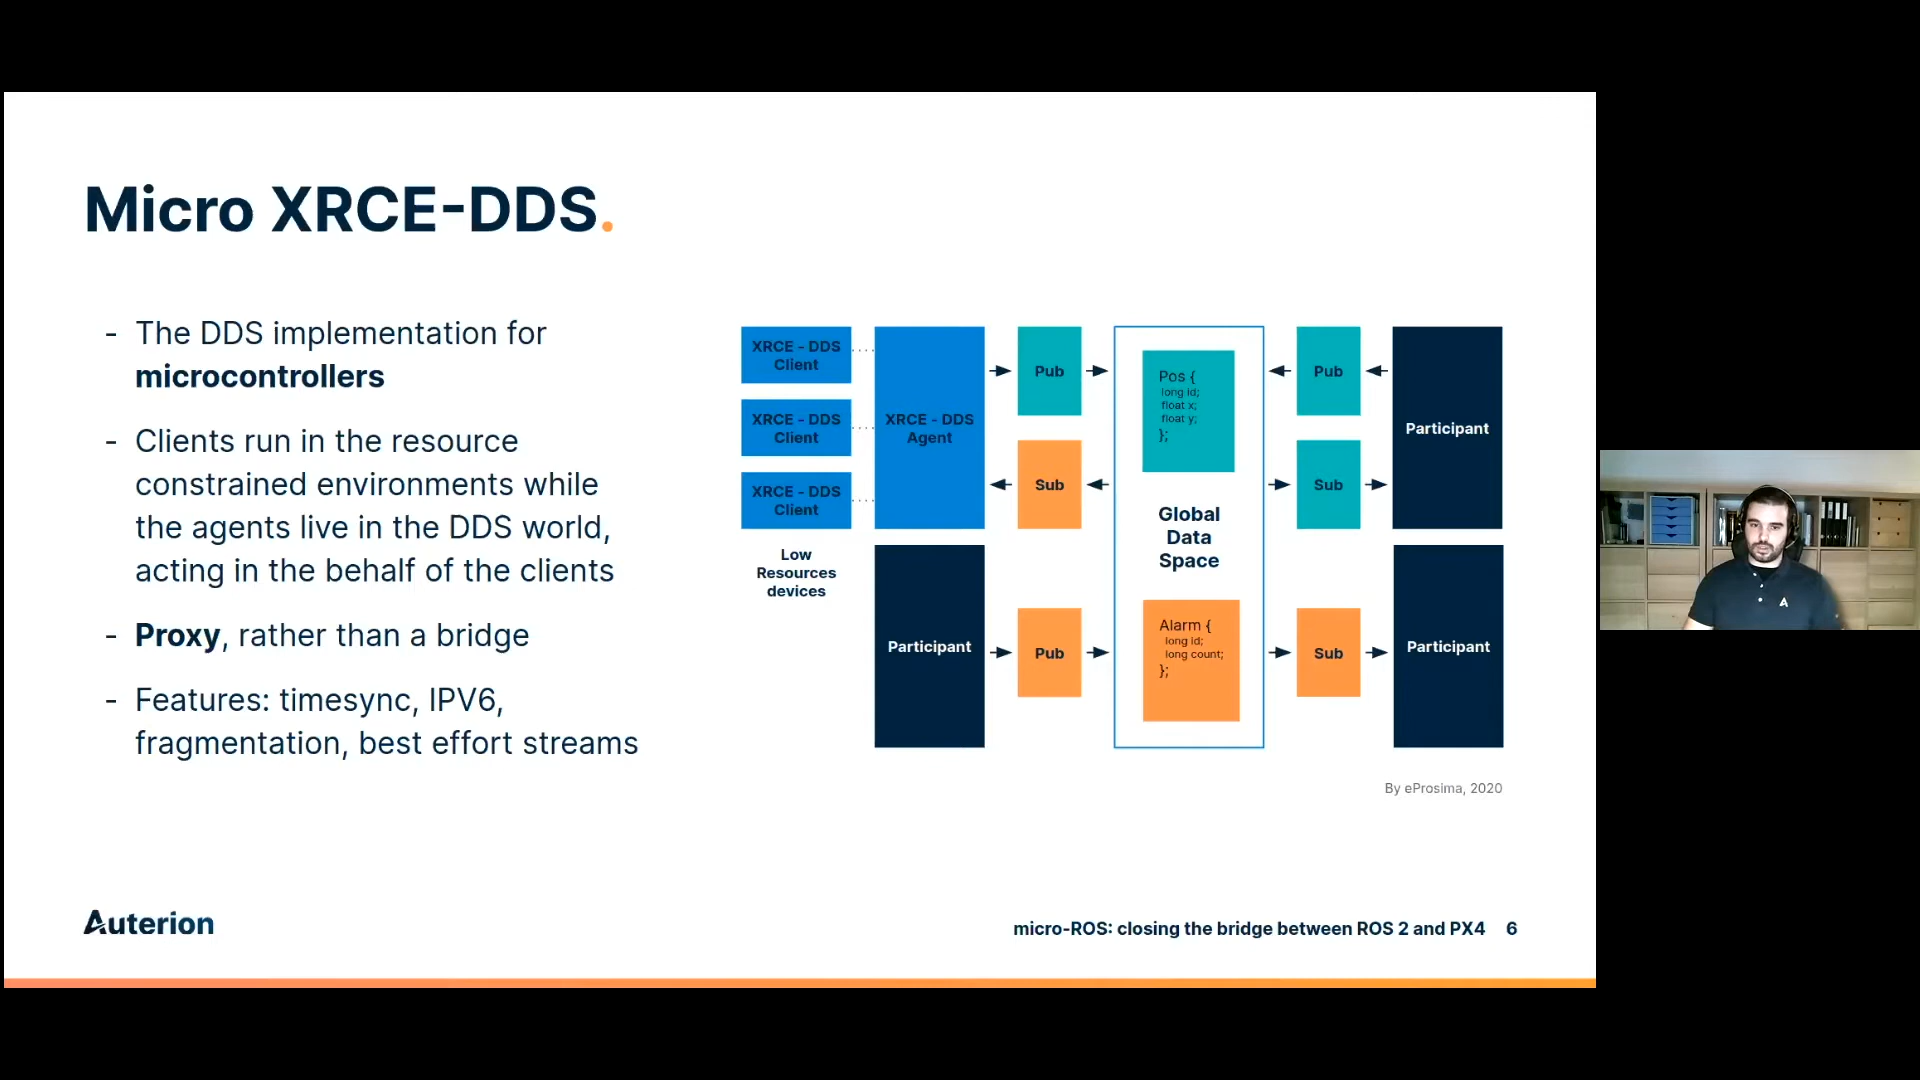 Micro XRCE-DDS.
- The DDS implementation for
microcontrollers
- Clients run in the resource
constrained environments while
the agents live in the DDS world,
acting in the behalf of the clients
- Proxy, rather than a bridge
- Features: timesync, IPV6,
fragmentation, best effort streams
XRCE - DDS
Client
XRCE - DDS
Client
XRCE - DDS
Client
Low
Resources
devices
XRCE - DDS
Agent
Participant
Pub
Sub
Pub
Pos {
long id;
float x;
float y;
};
Global
Data
Space
Alarm {
long id;
long count;
};
Pub
Sub
Sub
Participant
Participant
By eProsima, 2020
Auterion
micro-ROS: closing the bridge between ROS 2 and PX4 6